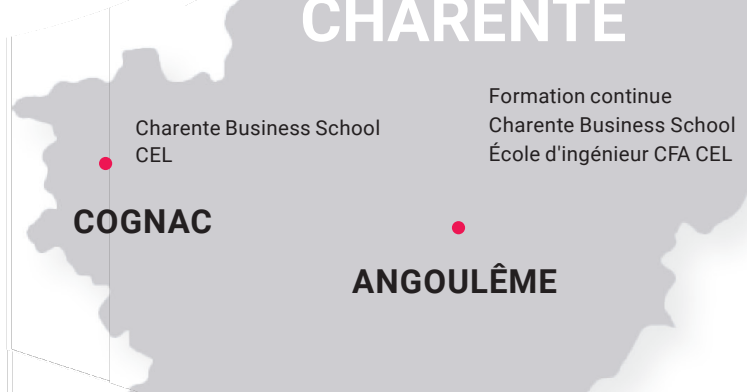 CHARENTE
Formation continue
Charente Business School
École d'ingénieur CFA CEL
Charente Business School
CEL
COGNAC
ANGOULÊME